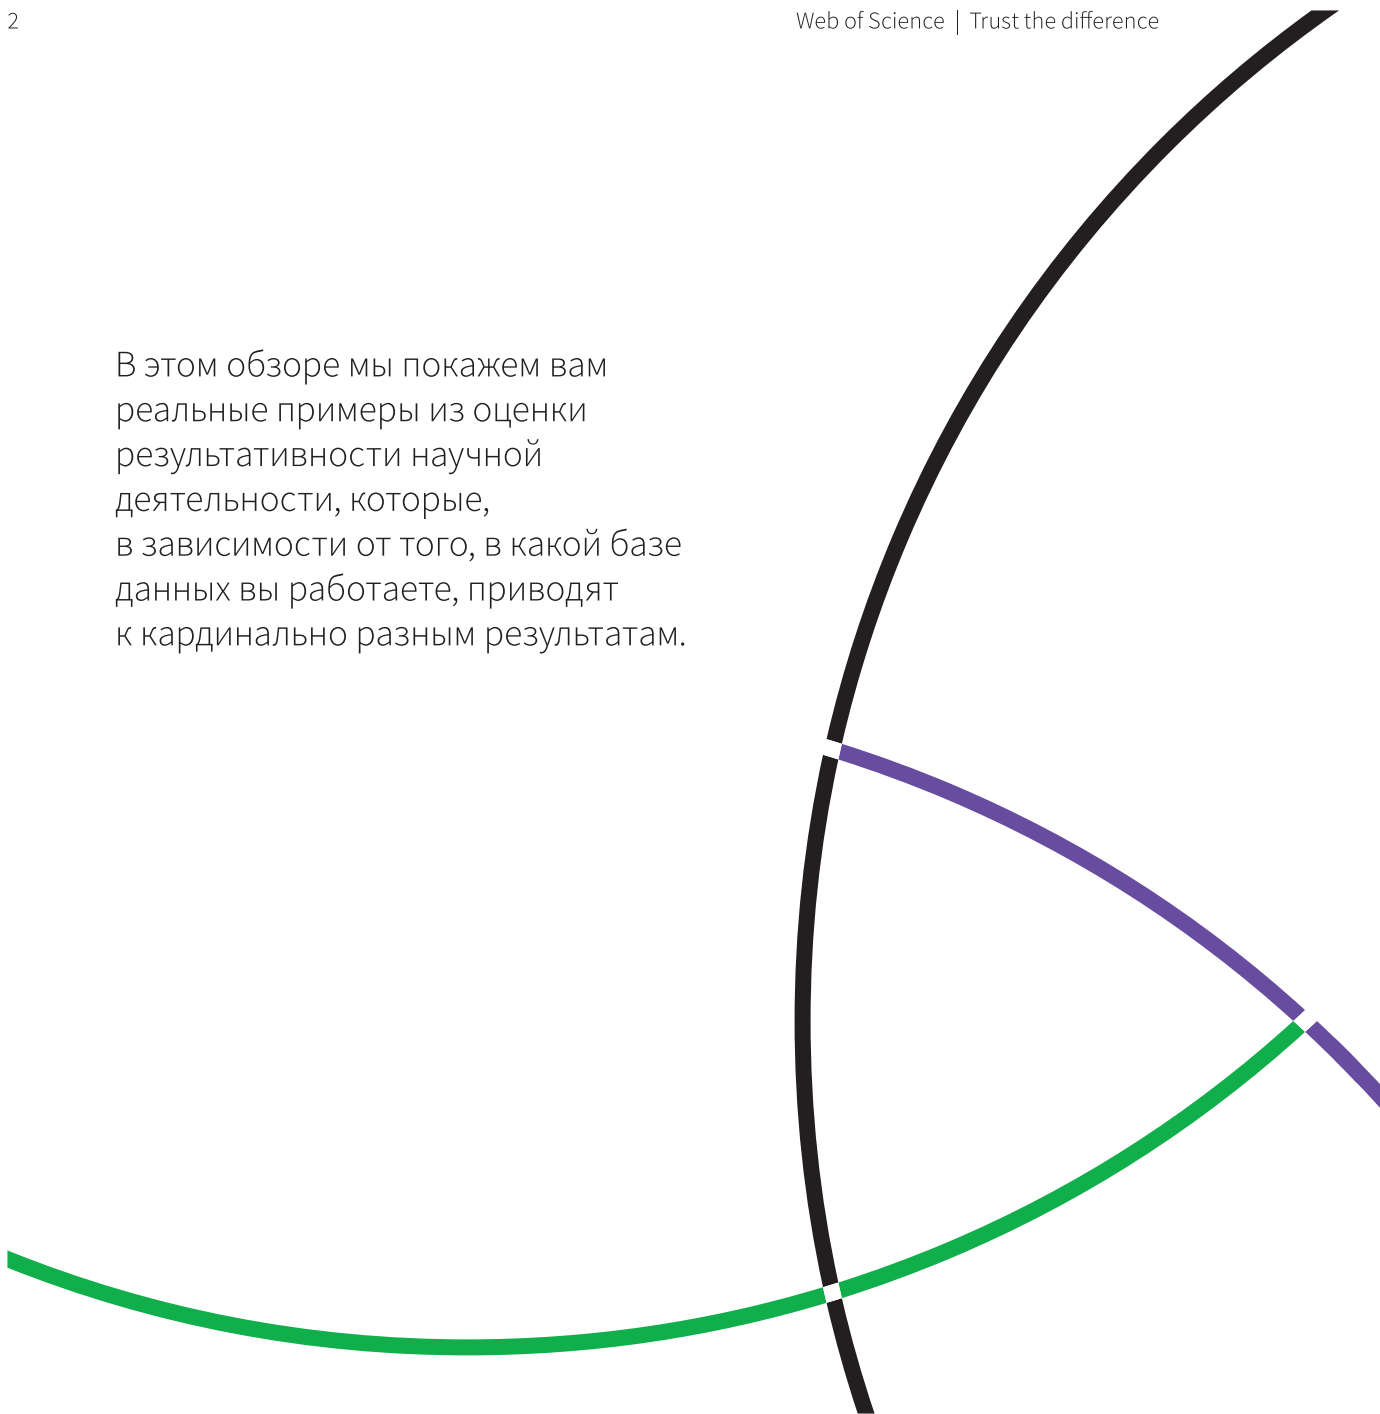 2
Web of Science | Trust the difference
В этом обзоре мы покажем вам
реальные примеры из оценки
результативности научной
деятельности, которые,
в зависимости от того, в какой базе
данных вы работаете, приводят
к кардинально разным результатам.